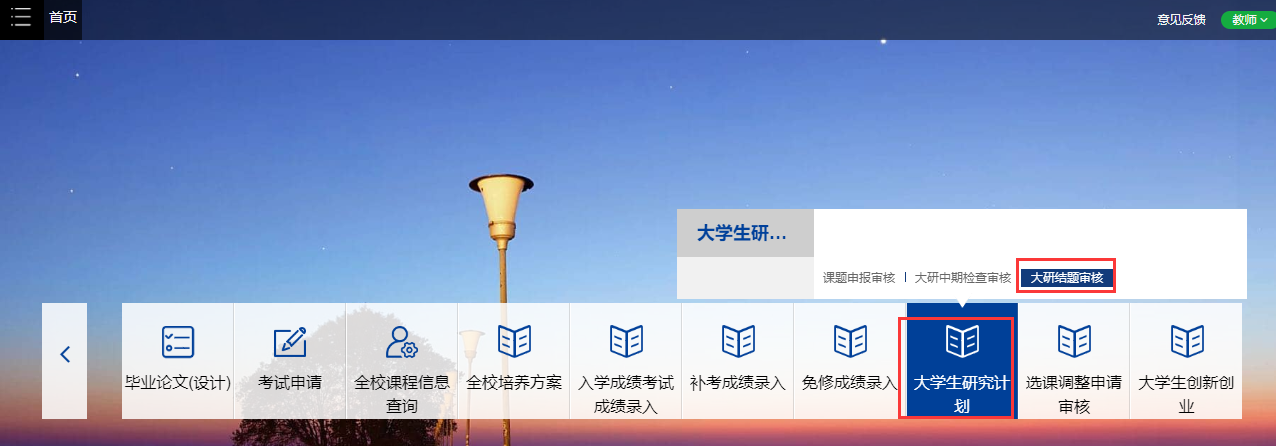 首页
意见反馈
教师
大学生研...
课题申报审核
大研中期检查审核
大研结题审核
毕业论文(设计)
考试申请
全校课程信息
查询
全校培养方案
入学成绩考试
成绩录入
补考成绩录入
免修成绩录入
大学生研究计
划
选课调整申请
审核
大学生创新创
业